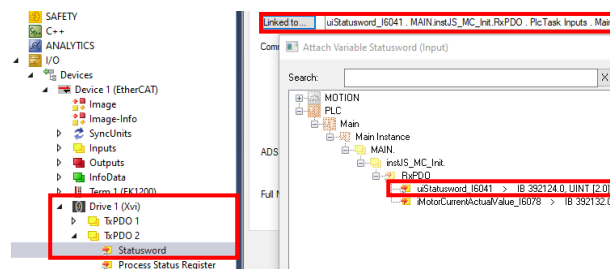 SAFETY
C++
ANALYTICS
I/O
Devices
Device 1 (EtherCAT)
Image
Image-Info
SyncUnits
Inputs
Outputs
InfoData
Term 1 (EK1200)
Drive 1 (Xvi)
TxPDO 1
TxPDO 2
Statusword
Process Status Register
Linked to...
uiStatusword_I6041 . MAIN.instJS_MC_Init.RxPDO . PlcTask Inputs . Mai
Com
ADS
Full N
Attach Variable Statusword (Input)
Search:
X
MOTION
PLC
Main
Main Instance
MAIN.
instJS_MC_Init.
RxPDO
uiStatusword_I6041 > IB 392124.0, UINT [2.0]
iMotorCurrentActualValue_I6078 > IB 392132.0